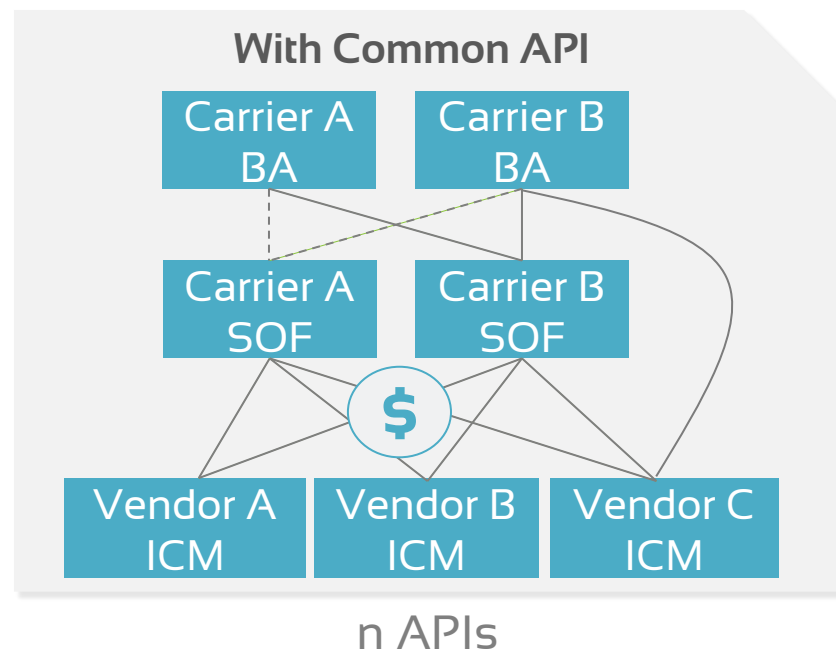 With Common API
Carrier A
BA
Carrier B
BA
Carrier A
SOF
Carrier B
SOF
$
Vendor A
ICM
Vendor B
ICM
Vendor C
ICM
n APIs